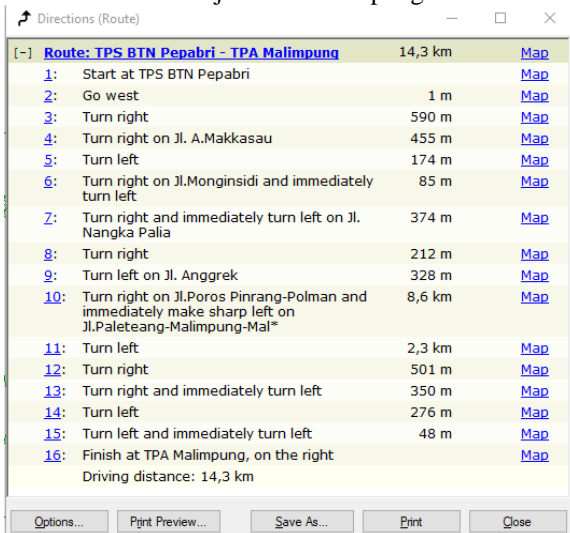 Directions (Route)
[-] Route: TPS BTN Pepabri - TPA Malimpung 14,3 km Map
1: Start at TPS BTN Pepabri Map
2: Go west 1 m Map
3: Turn right 590 m Map
4: Turn right on Jl. A.Makkasau 455 m Map
5: Turn left 174 m Map
6: Turn right on Jl.Monginsidi and immediately 85 m Map
turn left
7: Turn right and immediately turn left on Jl. 374 m Map
Nangka Palia
8: Turn right 212 m Map
9: Turn left on Jl. Anggrek 328 m Map
10: Turn right on Jl.Poros Pinrang-Polman and 8,6 km Map
immediately make sharp left on
Jl.Paleteang-Malimpung-Mal*
11: Turn left 2,3 km Map
12: Turn right 501 m Map
13: Turn right and immediately turn left 350 m Map
14: Turn left 276 m Map
15: Turn left and immediately turn left 48 m Map
16: Finish at TPA Malimpung, on the right Map
Driving distance: 14,3 km
Options... Print Preview... Save As... Print Close